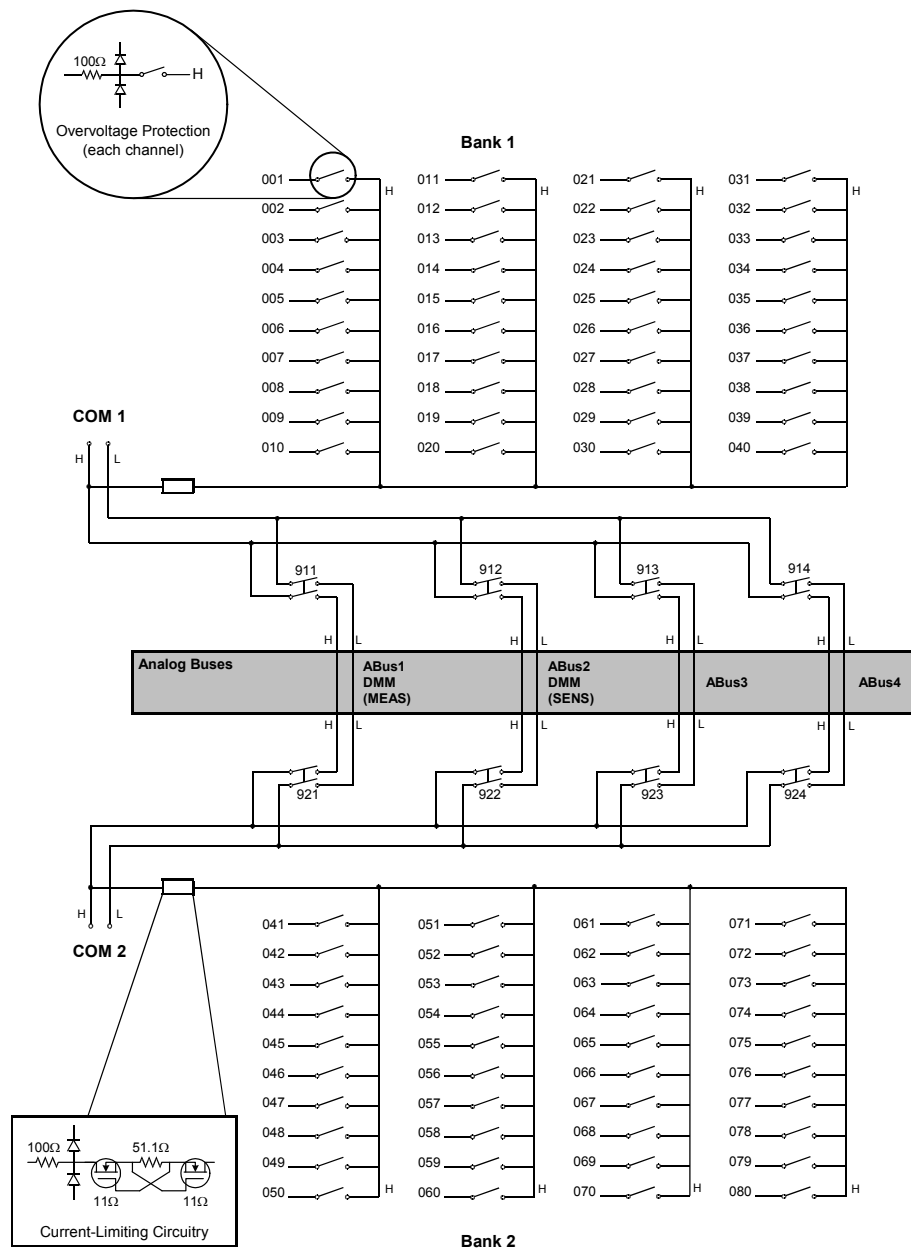 100Ω
H
Overvoltage Protection
(each channel)
Bank 1
001 011 021 031
H H H H
002 012 022 032
003 013 023 033
004 014 024 034
005 015 025 035
006 016 026 036
007 017 027 037
008 018 028 038
COM 1
009 019 029 039
010 020 030 040
H L
911 912 913 914
H L H L H L H L
Analog Buses
ABus1
DMM
(MEAS)
ABus2
DMM
(SENS)
ABus3
ABus4
H L H L H L H L
921 922 923 924
H L
COM 2
041 051 061 071
042 052 062 072
043 053 063 073
044 054 064 074
045 055 065 075
046 056 066 076
047 057 067 077
048 058 068 078
049 059 069 079
050 060 070 080
H H H H
100Ω 51.1Ω
11Ω 11Ω
Current-Limiting Circuitry
Bank 2